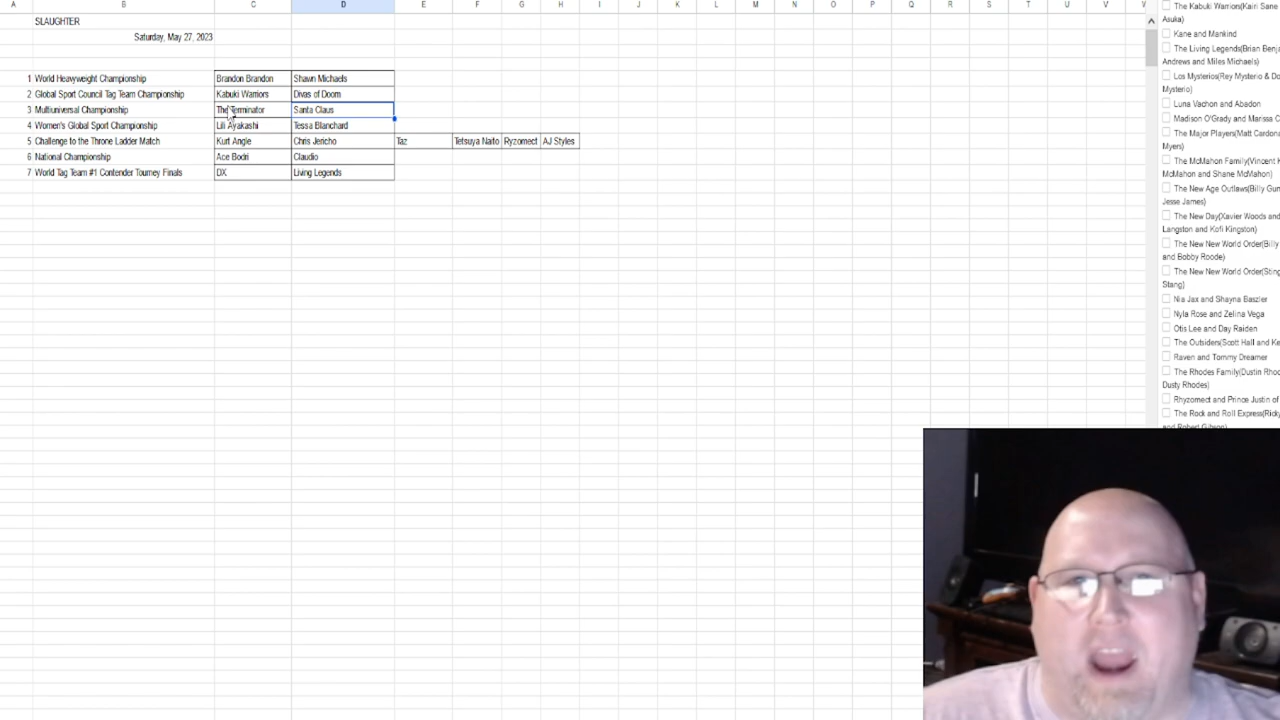 A B C D E F G H I J K L M N O P Q R S T U V
SLAUGHTER
Saturday, May 27, 2023
1 World Heavyweight Championship Brandon Brandon Shawn Michaels
2 Global Sport Council Tag Team Championship Kabuki Warriors Divas of Doom
3 Multiuniversal Championship The Terminator Santa Claus
4 Women's Global Sport Championship Lili Ayakashi Tessa Blanchard
5 Challenge to the Throne Ladder Match Kurt Angle Chris Jericho Taz Tetsuya Naito Ryzomect AJ Styles
6 National Championship Ace Bodri Claudio
7 World Tag Team #1 Contender Tourney Finals DX Living Legends
The Kabuki Warriors(Kairi Sane
Asuka)
Kane and Mankind
The Living Legends(Brian Benj
Andrews and Miles Michaels)
Los Mysterios(Rey Mysterio & Do
Mysterio)
Luna Vachon and Abadon
Madison O'Grady and Marissa C
The Major Players(Matt Cardona
Myers)
The McMahon Family(Vincent K
McMahon and Shane McMahon)
The New Age Outlaws(Billy Gun
Jesse James)
The New Day(Xavier Woods and
Langston and Kofi Kingston)
The New New World Order(Billy
and Bobby Roode)
The New New World Order(Sting
Stang)
Nia Jax and Shayna Baszler
Nyla Rose and Zelina Vega
Otis Lee and Day Raiden
The Outsiders(Scott Hall and Ke
Raven and Tommy Dreamer
The Rhodes Family(Dustin Rhod
Dusty Rhodes)
Rhyzomect and Prince Justin of
The Rock and Roll Express(Ricky
and Robert Gibson)